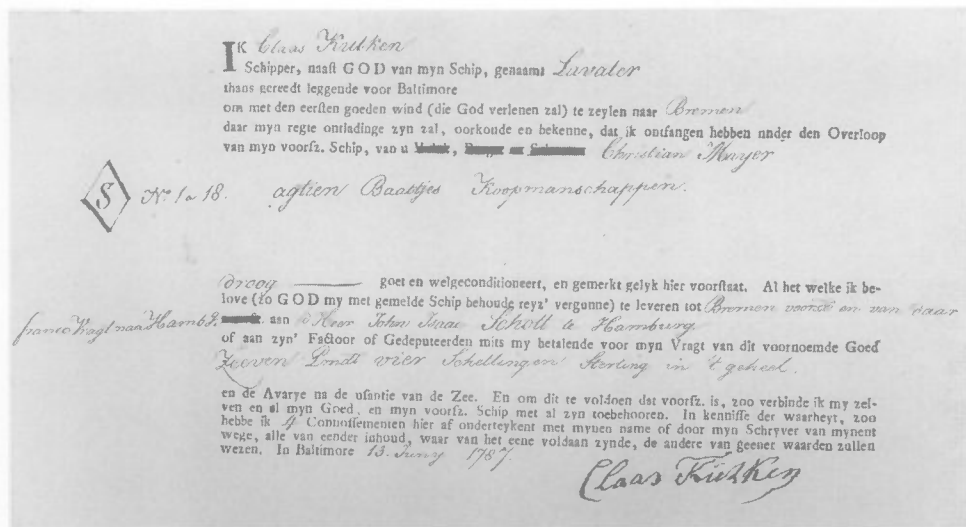 IK Claas Kulken
Schipper, naast GOD van myn Schip, genaamt Lavater
thans gereedt leggende voor Baltimore
om met den eersten goeden wind (die God verlenen zal) te zeylen naar Bremen
daar myn regte ontladinge zyn zal, oorkonde en bekenne, dat ik ontfangen hebben under den Overloop
van myn voorsz. Schip, van u Christian Mayer
S No. 1 a 18. agtien Baaltjes Koopmanschappen.
droog goet en welgeconditioneert, en gemerkt gelyk hier voorstaat. Al het welke ik be-
love (zo GOD my met gemelde Schip behoude reyz' vergunne) te leveren tot Bremen voorts en van daar
franco Vragt naa Hambg. aan d'Heer John Isaac Scholl te Hamburg.
of aan zyn' Factoor of Gedeputeerden mits my betalende voor myn Vragt van dit voornoemde Goed
Zeeven Pondt vier Schellingen Sterling in 't geheel.
en de Avarye na de usantie van de Zee. En om dit te voldoen dat voorsz. is, zoo verbinde ik my zel-
ven en al myn Goed, en myn voorsz. Schip met al zyn toebehooren. In kennisse der waarheyt, zoo
hebbe ik 4 Connossementen hier af onderteykent met mynen name of door myn Schryver van mynent
wege, alle van eender inhoud, waar van het eene voldaan zynde, de andere van geener waarden zullen
wezen. In Baltimore 13. Juny 1787.
Claas Külken